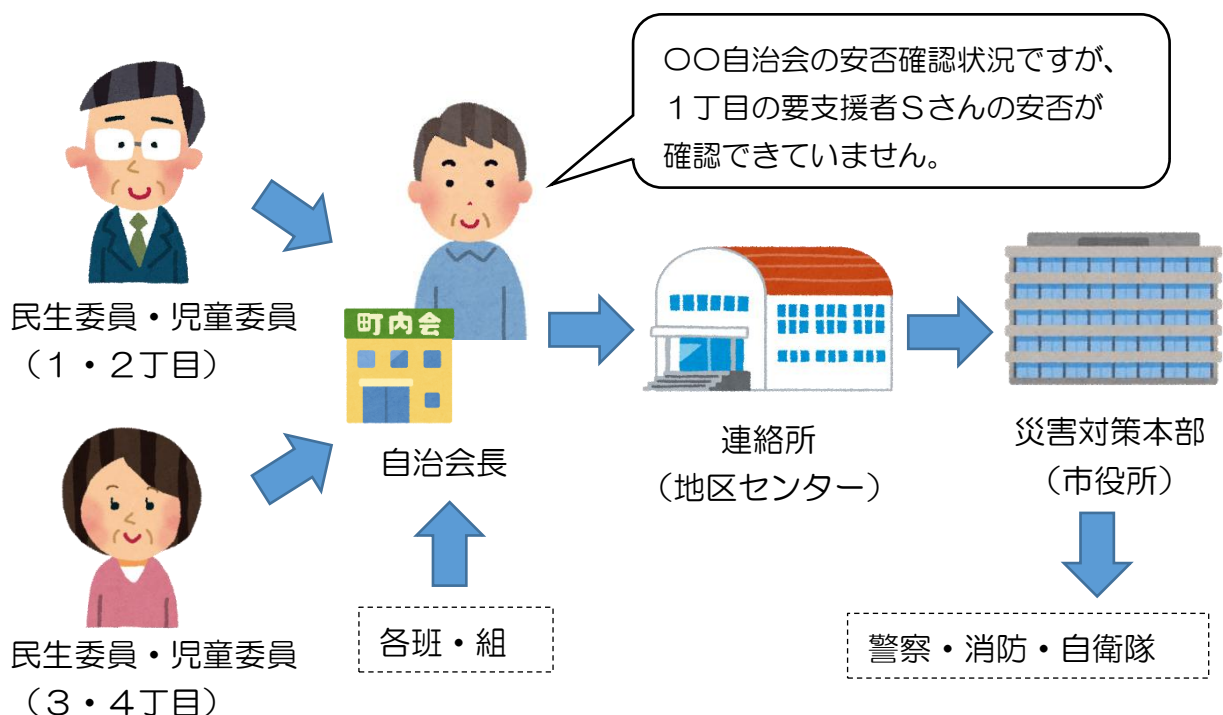 〇〇自治会の安否確認状況ですが、
１丁目の要支援者Ｓさんの安否が
確認できていません。
民生委員・児童委員
（１・２丁目）
町内会
自治会長
連絡所
（地区センター）
災害対策本部
（市役所）
民生委員・児童委員
（３・４丁目）
各班・組
警察・消防・自衛隊